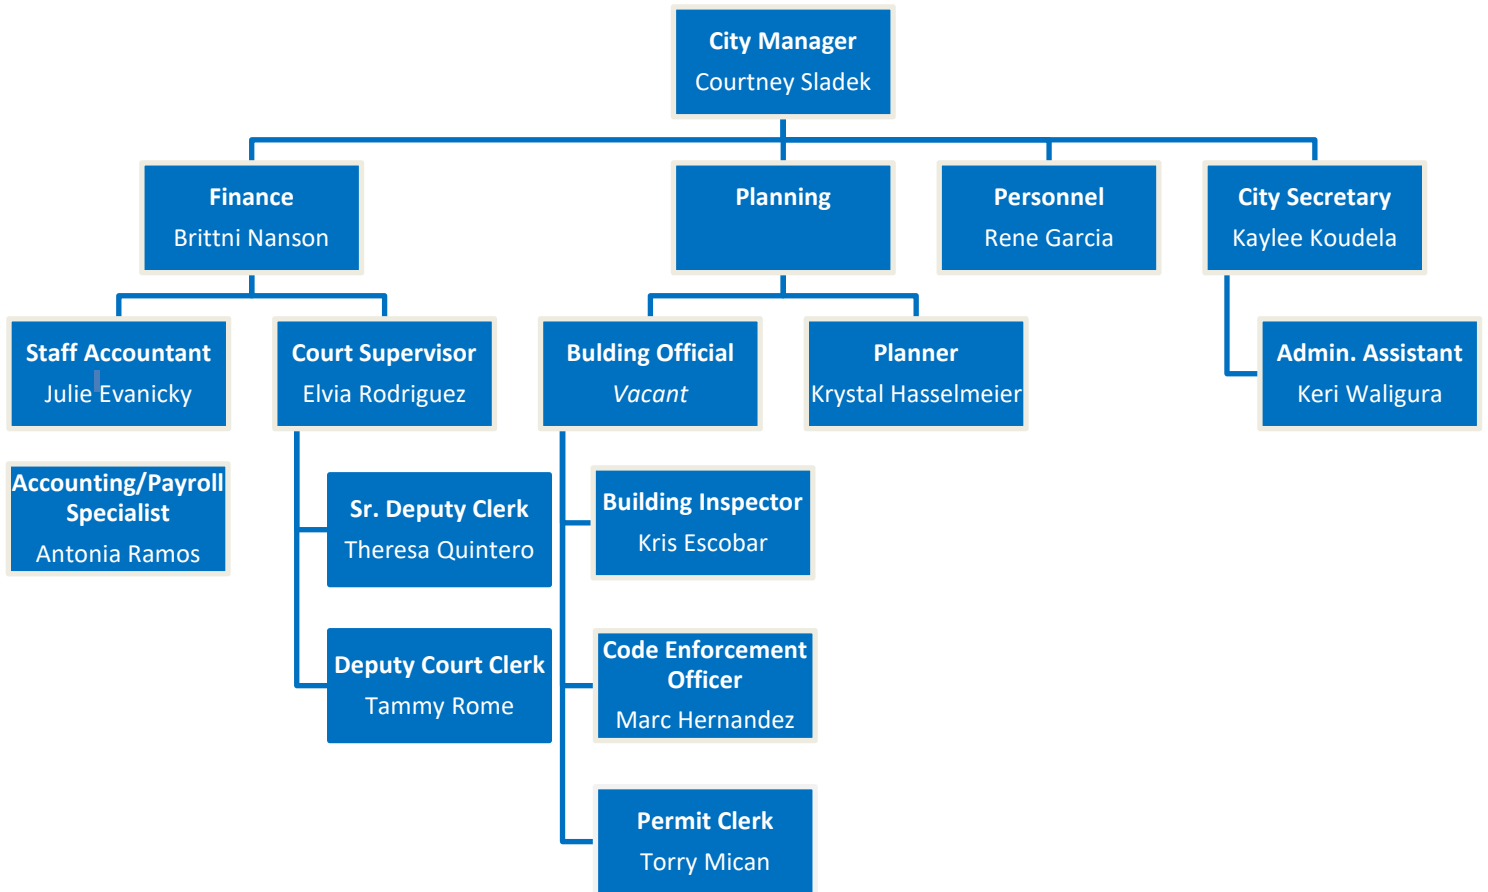 City Manager
Courtney Sladek
Finance
Brittni Nanson
Planning
Personnel
Rene Garcia
City Secretary
Kaylee Koudela
Staff Accountant
Julie Evanicky
Court Supervisor
Elvia Rodriguez
Bulding Official
Vacant
Planner
Krystal Hasselmeier
Admin. Assistant
Keri Waligura
Accounting/Payroll
Specialist
Antonia Ramos
Sr. Deputy Clerk
Theresa Quintero
Building Inspector
Kris Escobar
Deputy Court Clerk
Tammy Rome
Code Enforcement
Officer
Marc Hernandez
Permit Clerk
Torry Mican